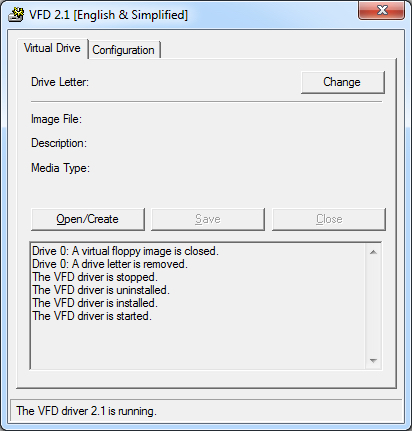 VFD 2.1 [English & Simplified]
Virtual Drive
Configuration
Drive Letter:
Change
Image File:
Description:
Media Type:
Open/Create
Save
Close
Drive 0: A virtual floppy image is closed.
Drive 0: A drive letter is removed.
The VFD driver is stopped.
The VFD driver is uninstalled.
The VFD driver is installed.
The VFD driver is started.
The VFD driver 2.1 is running.